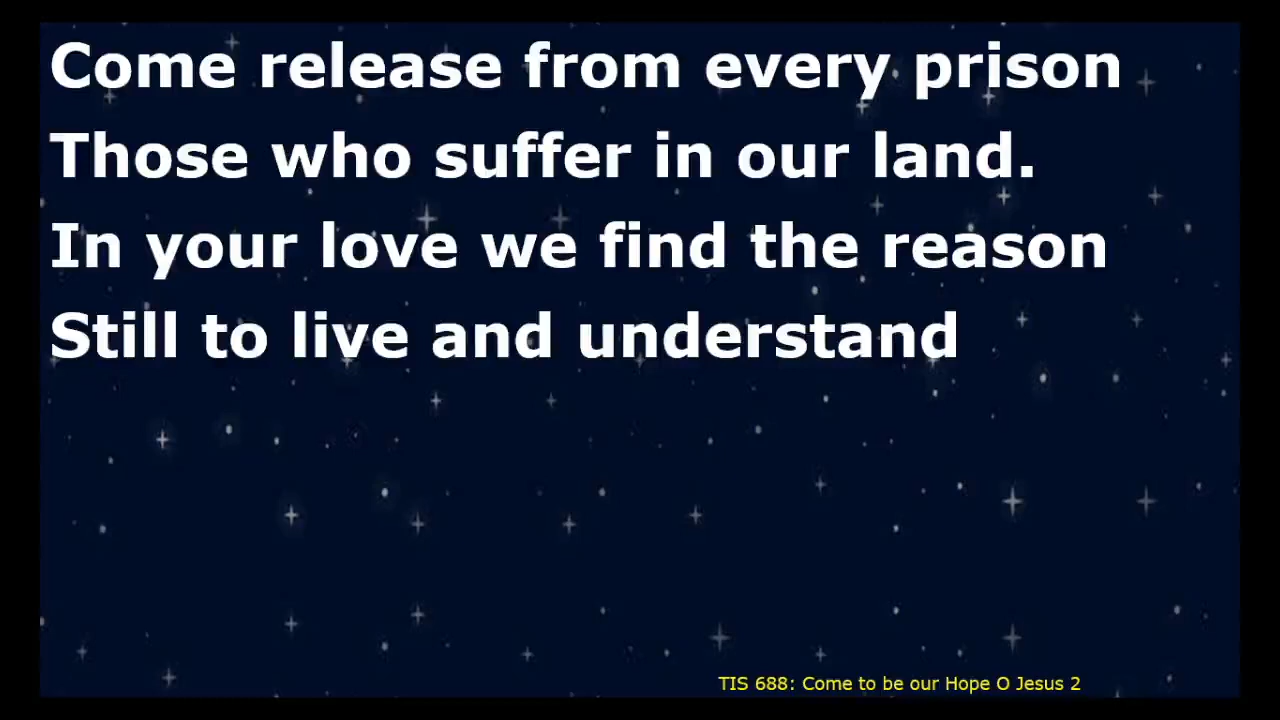 Come release from every prison
Those who suffer in our land.
In your love we find the reason
Still to live and understand
TIS 688: Come to be our Hope O Jesus 2